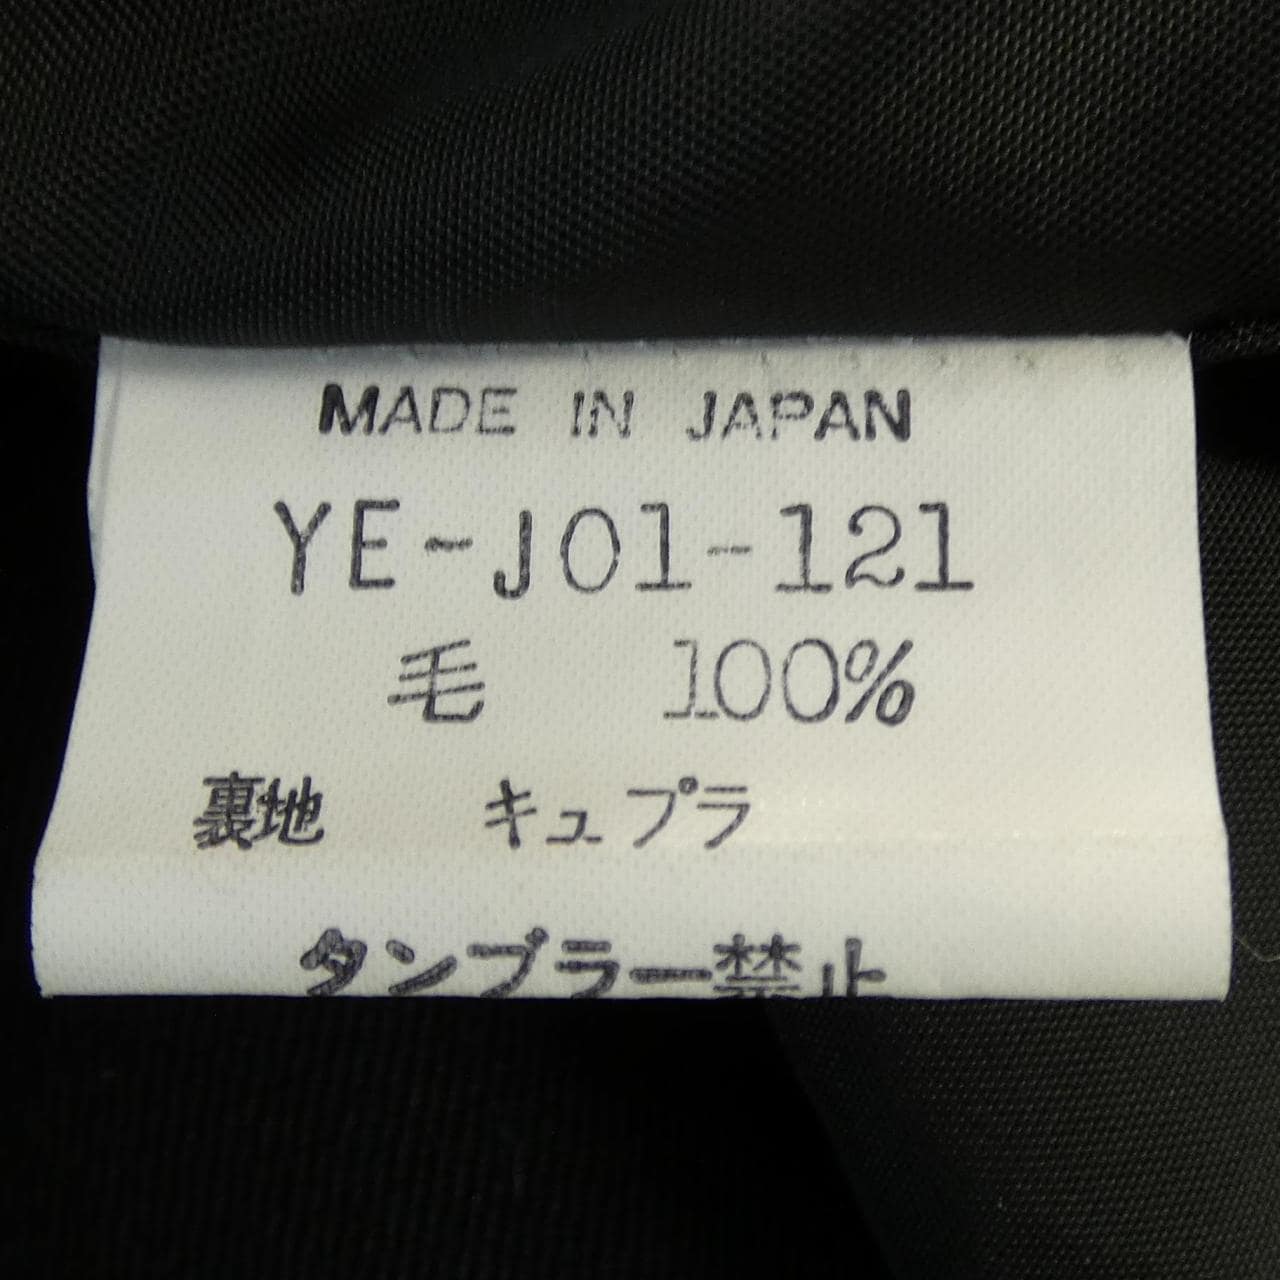 MADE IN JAPAN
YE-J01-121
毛 100%
裏地 キュプラ
タンブラー禁止